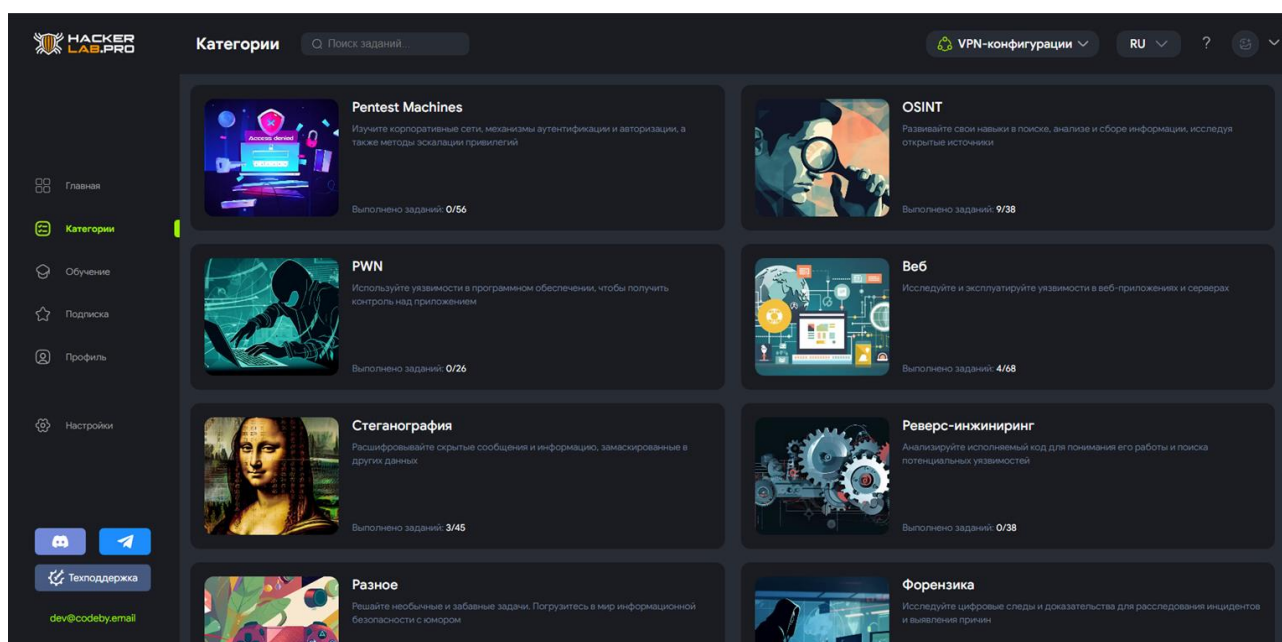 HACKER
LAB.PRO
Категории
Поиск заданий...
VPN-конфигурации
RU
?
Главная
Категории
Обучение
Подписка
Профиль
Настройки
Техподдержка
dev@codeby.email
Pentest Machines
Изучите корпоративные сети, механизмы аутентификации и авторизации, а
также методы эскалации привилегий
Выполнено заданий: 0/56
Access denied
OSINT
Развивайте свои навыки в поиске, анализе и сборе информации, исследуя
открытые источники
Выполнено заданий: 9/38
PWN
Используйте уязвимости в программном обеспечении, чтобы получить
контроль над приложением
Выполнено заданий: 0/26
Веб
Исследуйте и эксплуатируйте уязвимости в веб-приложениях и серверах
Выполнено заданий: 4/68
Стеганография
Расшифровывайте скрытые сообщения и информацию, замаскированные в
других данных
Выполнено заданий: 3/45
Реверс-инжиниринг
Анализируйте исполняемый код для понимания его работы и поиска
потенциальных уязвимостей
Выполнено заданий: 0/38
Разное
Решайте необычные и забавные задачи. Погрузитесь в мир информационной
безопасности с юмором
Форензика
Исследуйте цифровые следы и доказательства для расследования инцидентов
и выявления причин